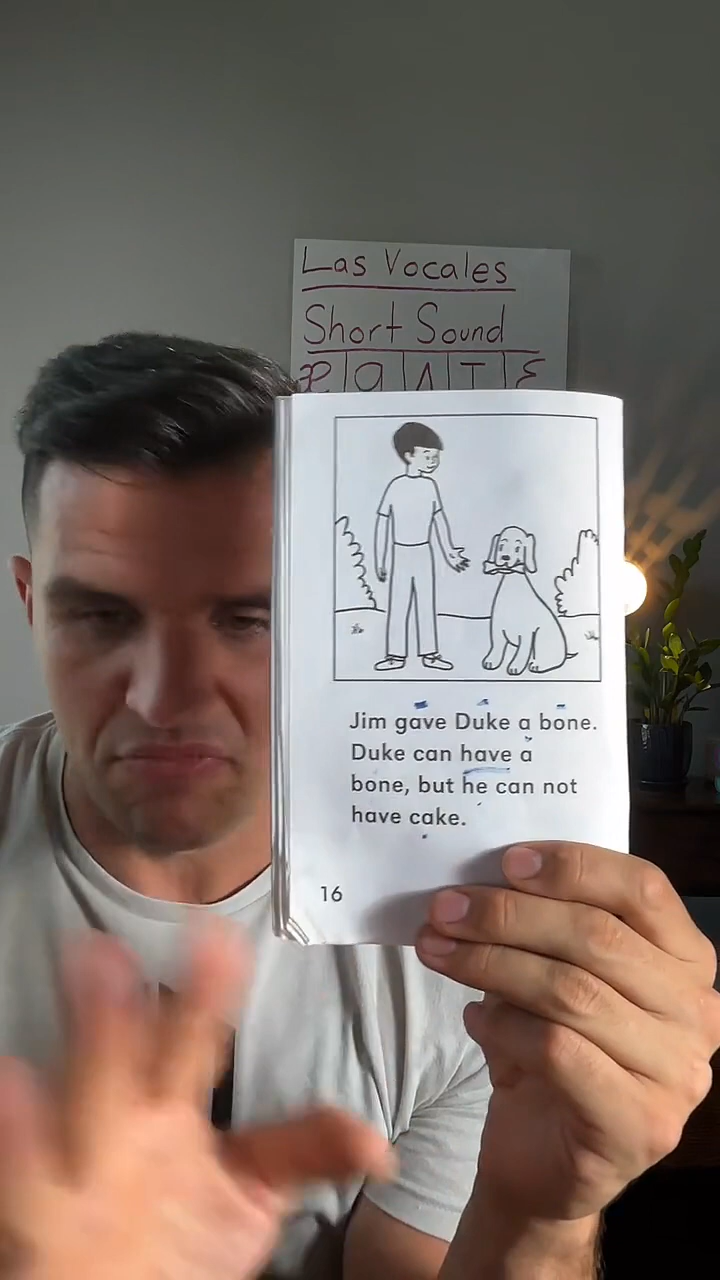 Las Vocales
Short Sound
æ a ʌ I ε
Jim gave Duke a bone.
Duke can have a
bone, but he can not
have cake.
16